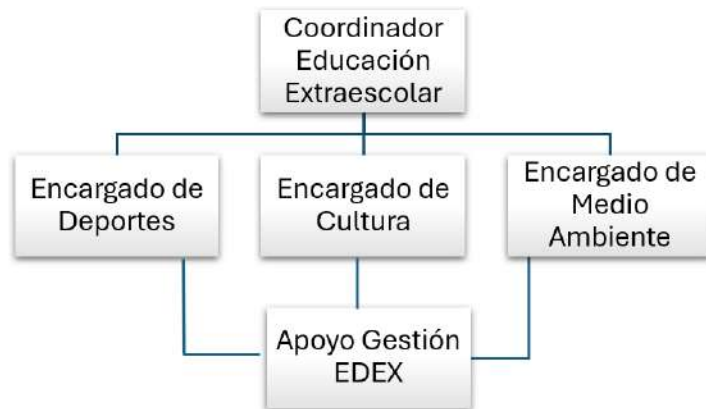 Coordinador
Educación
Extraescolar
Encargado de
Deportes
Encargado de
Cultura
Encargado de
Medio
Ambiente
Apoyo Gestión
EDEX